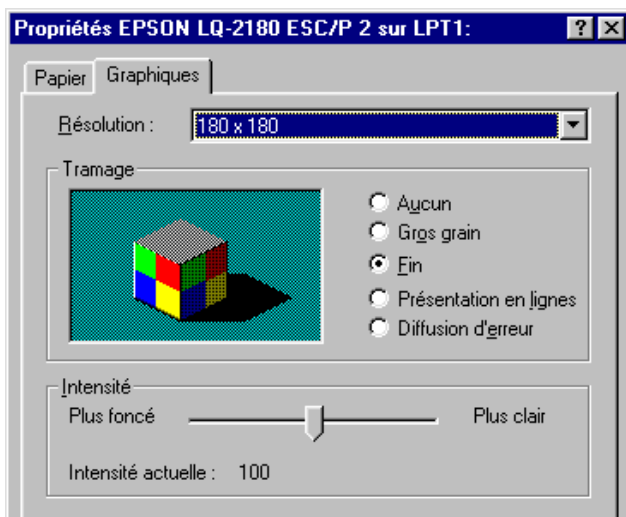 Propriétés EPSON LQ-2180 ESC/P 2 sur LPT1:
Papier Graphiques
Résolution : 180 x 180
Tramage
Aucun
Gros grain
Fin
Présentation en lignes
Diffusion d'erreur
Intensité
Plus foncé Plus clair
Intensité actuelle : 100